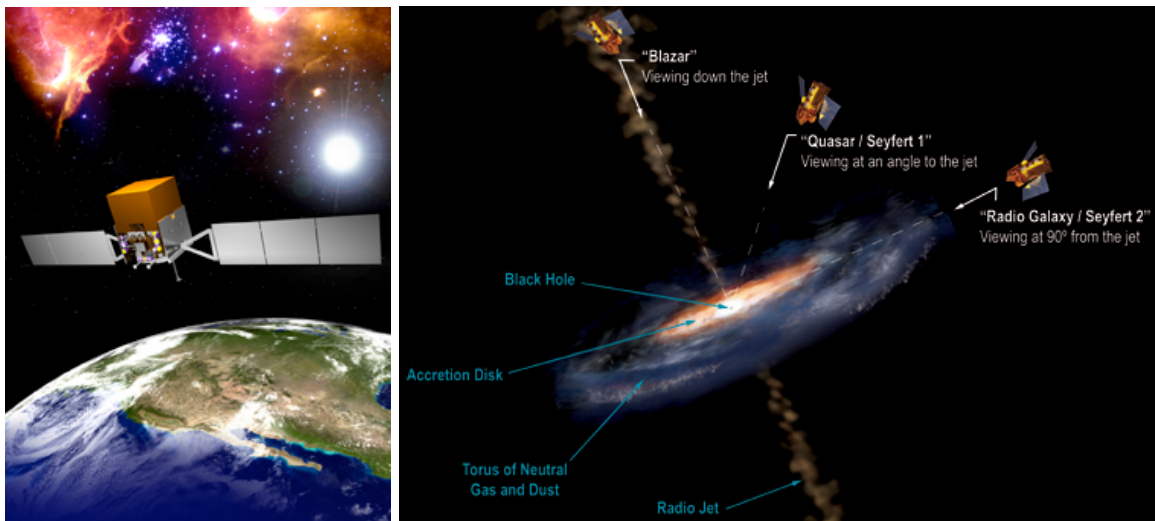 “Blazar”
Viewing down the jet
“Quasar / Seyfert 1”
Viewing at an angle to the jet
“Radio Galaxy / Seyfert 2”
Viewing at 90º from the jet
Black Hole
Accretion Disk
Torus of Neutral
Gas and Dust
Radio Jet